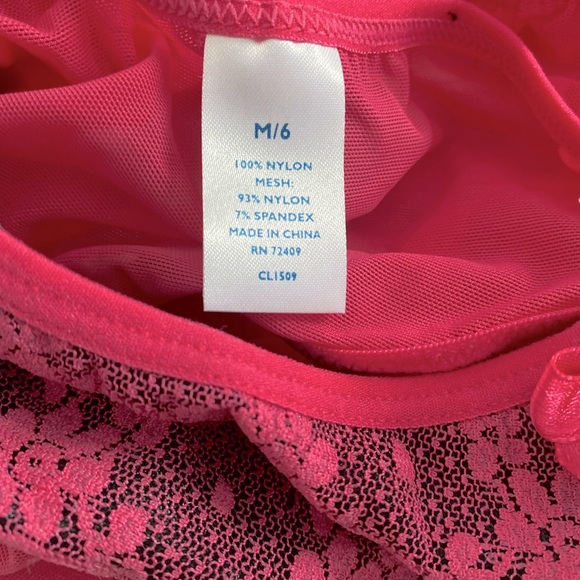 M/6
100% NYLON
MESH:
93% NYLON
7% SPANDEX
MADE IN CHINA
RN 72409
CL1509